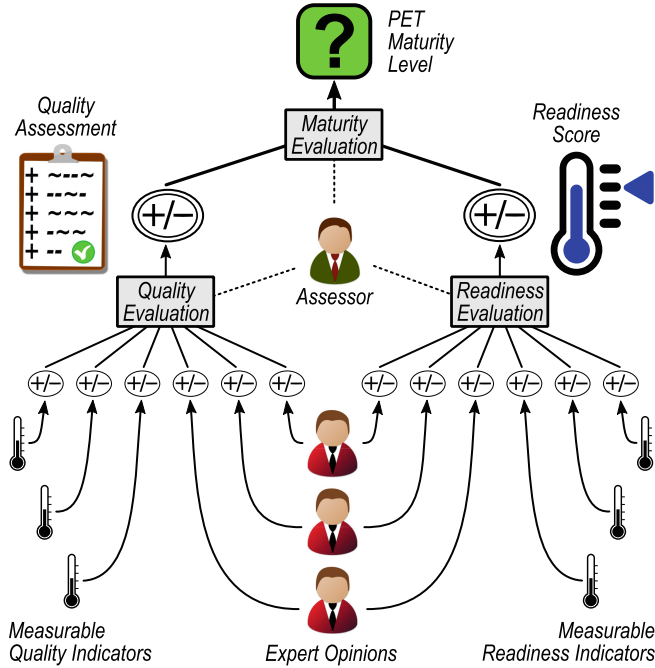 ?
PET
Maturity
Level
Quality
Assessment
Maturity
Evaluation
Readiness
Score
+ ~--~
+ --~-
+ ~~~
+ -~~
+ --
+/−
+/−
Assessor
Quality
Evaluation
Readiness
Evaluation
+/−
+/−
+/−
+/−
+/−
+/−
+/−
+/−
+/−
+/−
+/−
+/−
Measurable
Quality Indicators
Expert Opinions
Measurable
Readiness Indicators